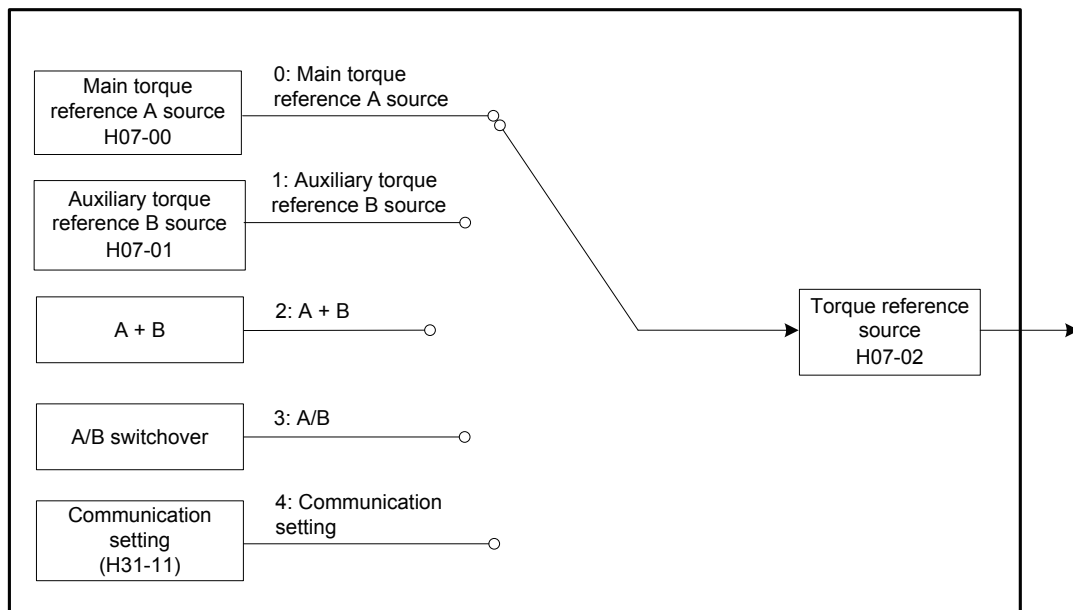 Main torque
reference A source
H07-00
0: Main torque
reference A source
Auxiliary torque
reference B source
H07-01
1: Auxiliary torque
reference B source
A + B
2: A + B
Torque reference
source
H07-02
A/B switchover
3: A/B
Communication
setting
(H31-11)
4: Communication
setting